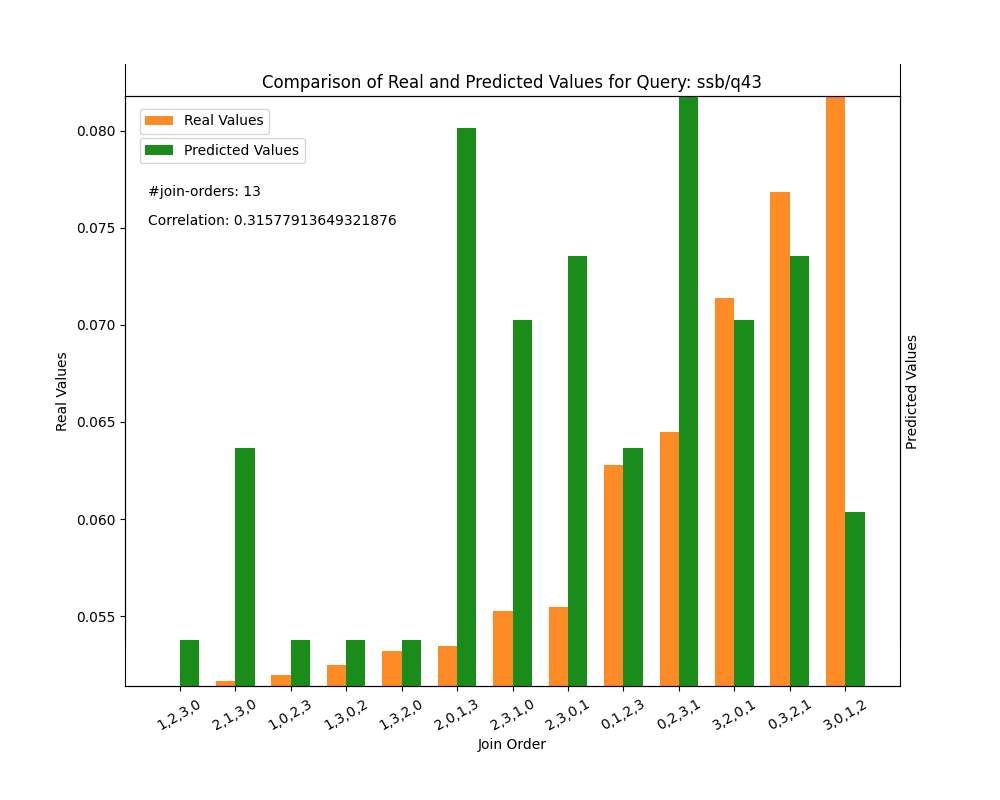 Comparison of Real and Predicted Values for Query: ssb/q43
Real Values
Predicted Values
#join-orders: 13
Correlation: 0.31577913649321876
0.080
0.075
0.070
0.065
0.060
0.055
Real Values
Predicted Values
1,2,3,0
2,1,3,0
1,0,2,3
1,3,0,2
1,3,2,0
2,0,1,3
2,3,1,0
2,3,0,1
0,1,2,3
0,2,3,1
3,2,0,1
0,3,2,1
3,0,1,2
Join Order